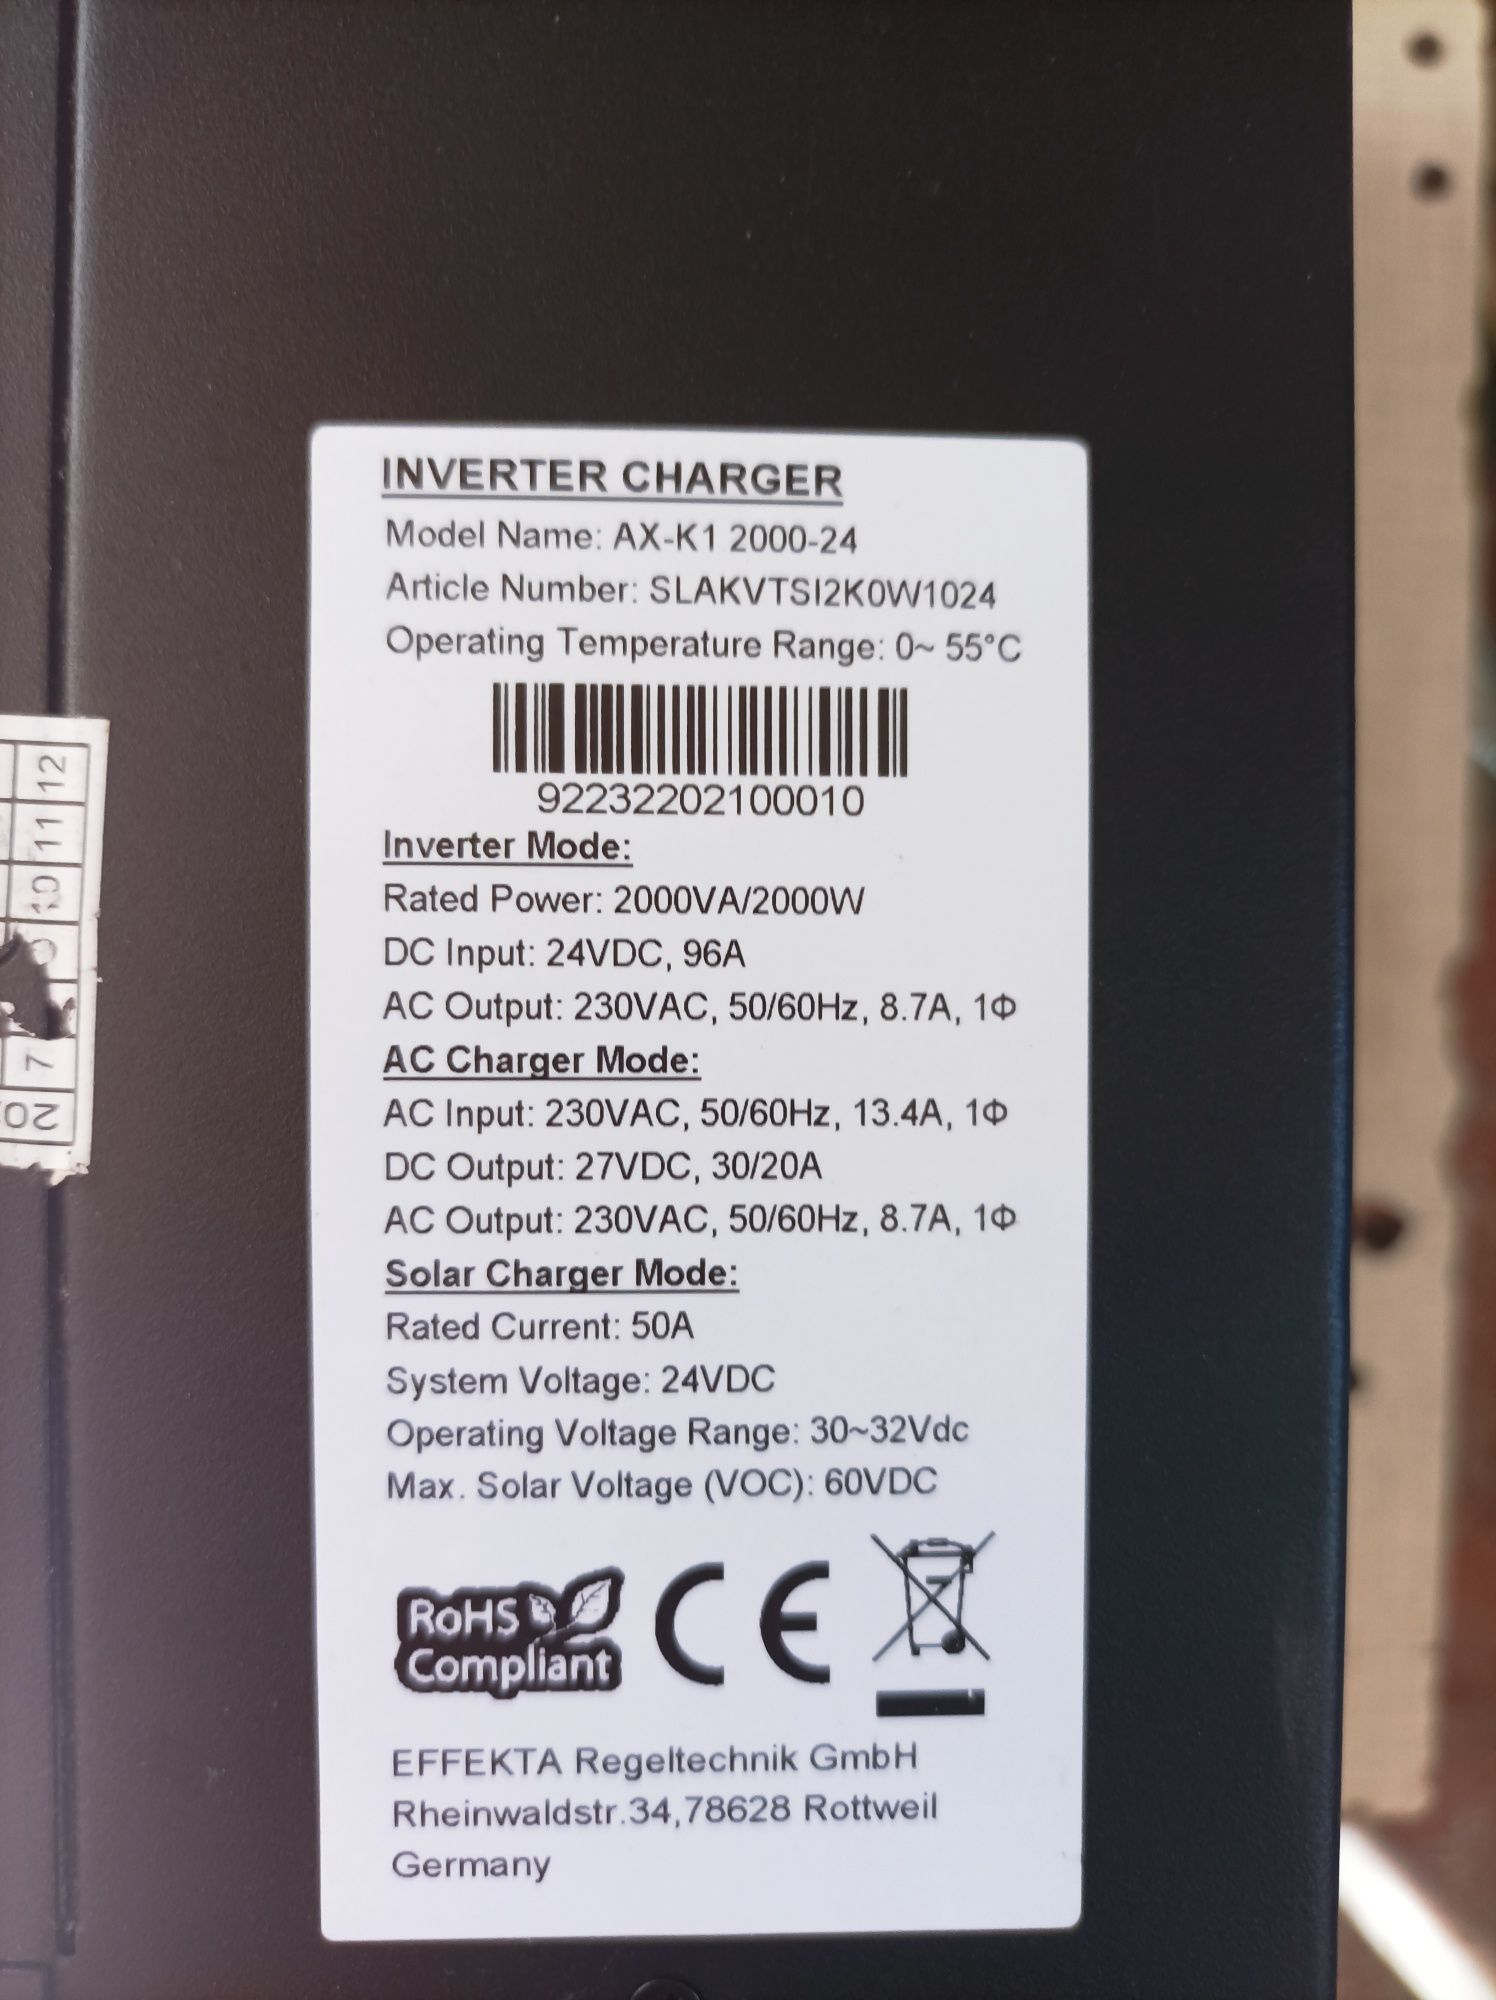 INVERTER CHARGER
Model Name: AX-K1 2000-24
Article Number: SLAKVTSI2K0W1024
Operating Temperature Range: 0~ 55°C
92232202100010
Inverter Mode:
Rated Power: 2000VA/2000W
DC Input: 24VDC, 96A
AC Output: 230VAC, 50/60Hz, 8.7A, 1Φ
AC Charger Mode:
AC Input: 230VAC, 50/60Hz, 13.4A, 1Φ
DC Output: 27VDC, 30/20A
AC Output: 230VAC, 50/60Hz, 8.7A, 1Φ
Solar Charger Mode:
Rated Current: 50A
System Voltage: 24VDC
Operating Voltage Range: 30~32Vdc
Max. Solar Voltage (VOC): 60VDC
RoHS
Compliant
CE
EFFEKTA Regeltechnik GmbH
Rheinwaldstr.34,78628 Rottweil
Germany
20
7
10 11 12